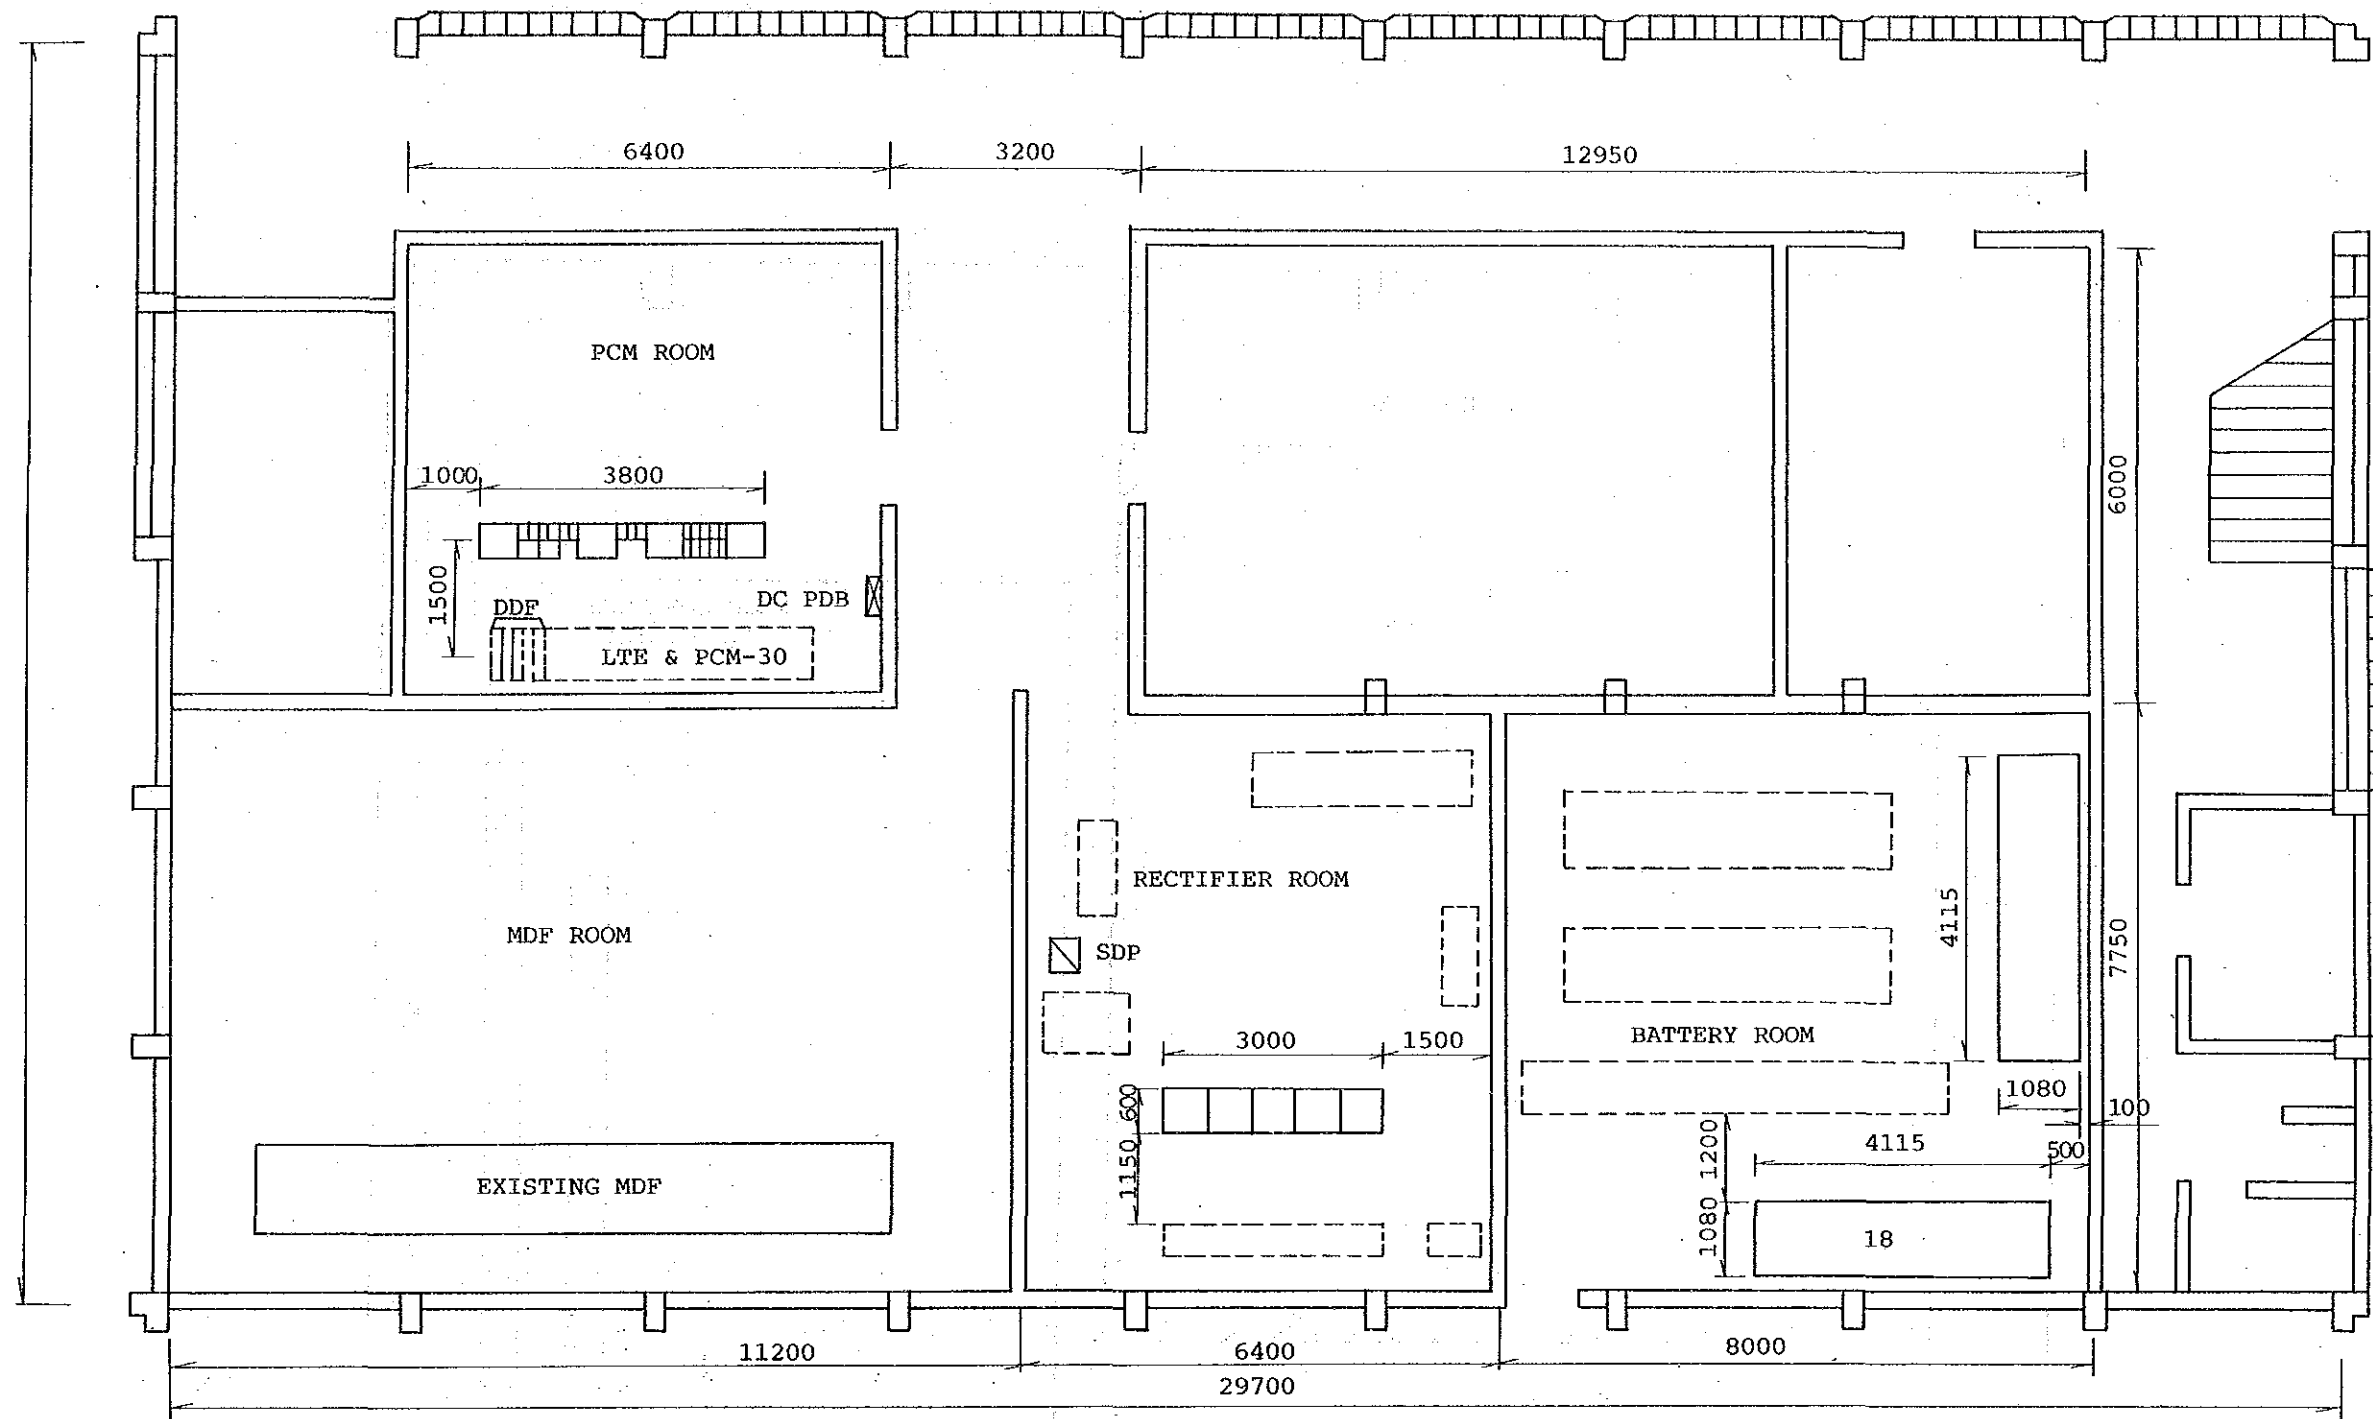 6400 3200 12950
PCM ROOM
1000 3800
6000
1500
DDF
DC PDB
LTE & PCM-30
RECTIFIER ROOM
4115
MDF ROOM
SDP
7750
3000 1500
BATTERY ROOM
600
1080
100
1150
1200
4115
500
EXISTING MDF
1080
18
11200 6400 8000
29700